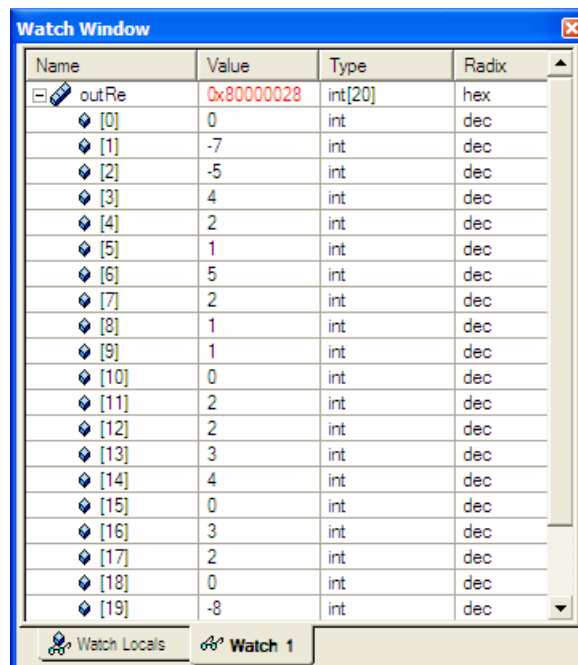 Watch Window
Name Value Type Radix
outRe 0x80000028 int[20] hex
[0] 0 int dec
[1] -7 int dec
[2] -5 int dec
[3] 4 int dec
[4] 2 int dec
[5] 1 int dec
[6] 5 int dec
[7] 2 int dec
[8] 1 int dec
[9] 1 int dec
[10] 0 int dec
[11] 2 int dec
[12] 2 int dec
[13] 3 int dec
[14] 4 int dec
[15] 0 int dec
[16] 3 int dec
[17] 2 int dec
[18] 0 int dec
[19] -8 int dec
Watch Locals Watch 1